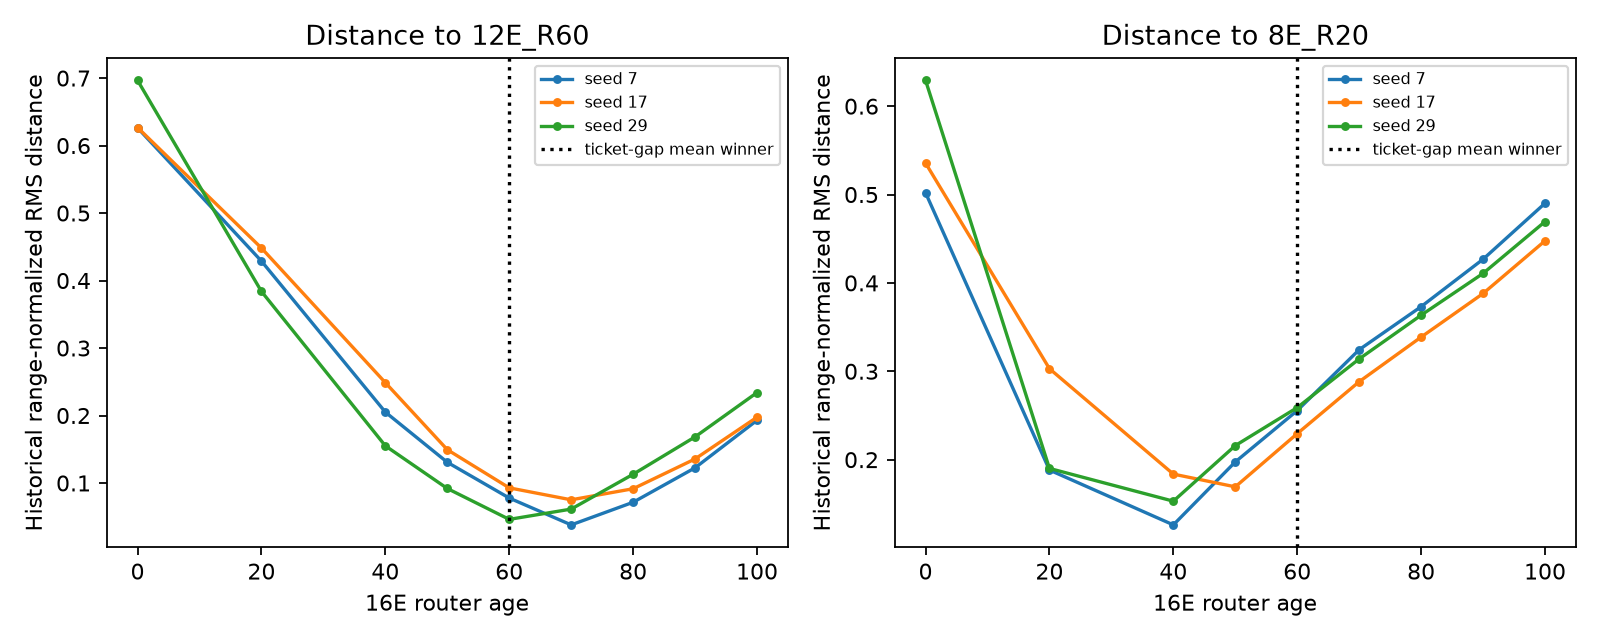 Distance to 12E_R60
Historical range-normalized RMS distance
0.7
0.6
0.5
0.4
0.3
0.2
0.1
seed 7
seed 17
seed 29
ticket-gap mean winner
0 20 40 60 80 100
16E router age
Distance to 8E_R20
Historical range-normalized RMS distance
0.6
0.5
0.4
0.3
0.2
seed 7
seed 17
seed 29
ticket-gap mean winner
0 20 40 60 80 100
16E router age